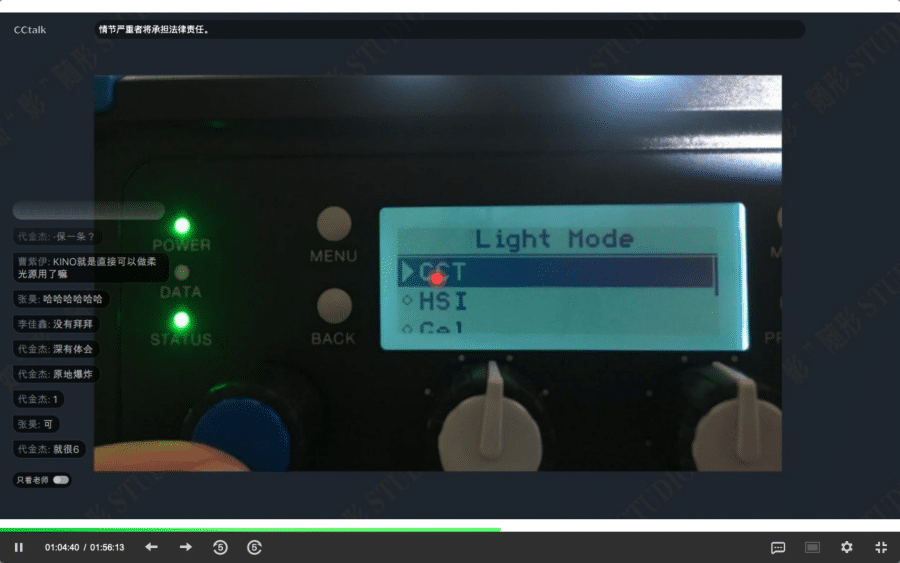 CCtalk
情节严重者将承担法律责任。
代金杰: -保一条？
曹紫伊: KINO就是直接可以做柔
光源用了嘛
张昊: 哈哈哈哈哈哈
李佳鑫: 没有拜拜
代金杰: 深有体会
代金杰: 原地爆炸
代金杰: 1
张昊: 可
代金杰: 就很6
只看老师
POWER
DATA
STATUS
MENU
BACK
Light Mode
CCT
HSI
Gel
01:04:40 / 01:56:13
5
5